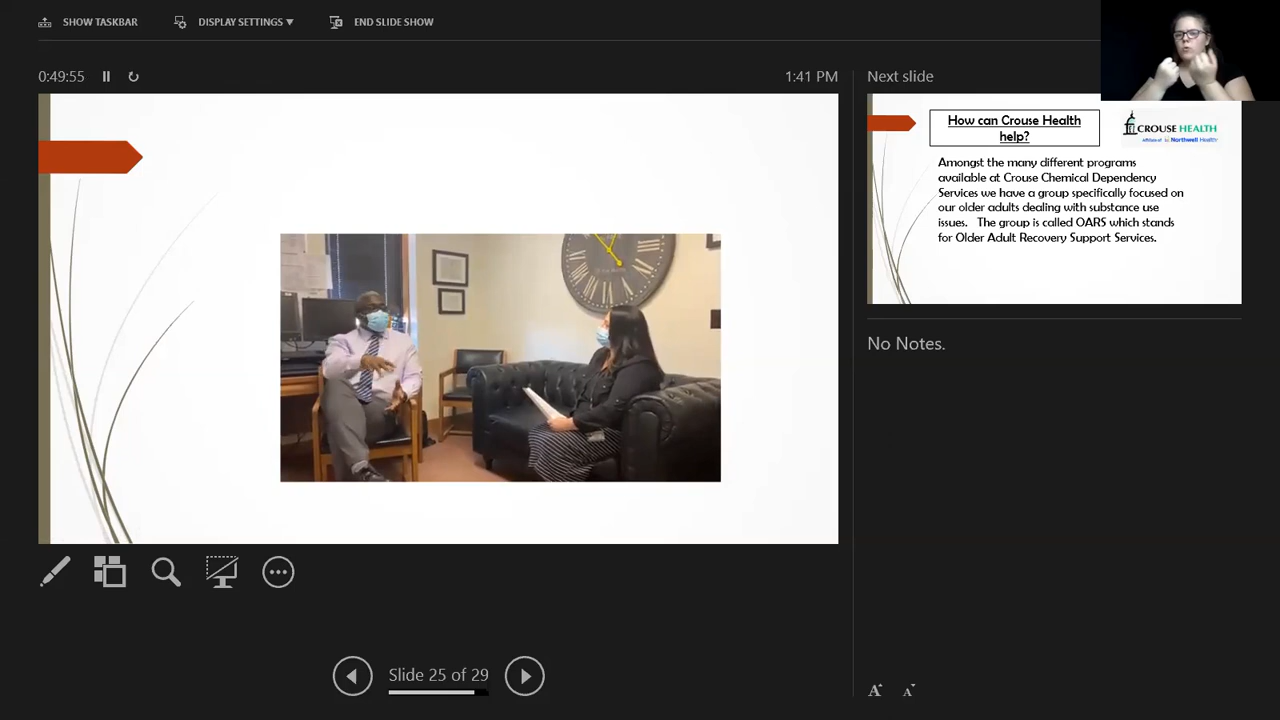 SHOW TASKBAR
DISPLAY SETTINGS ▼
END SLIDE SHOW
0:49:55
1:41 PM
Next slide
How can Crouse Health
help?
CROUSE HEALTH
Northwell Health
Amongst the many different programs
available at Crouse Chemical Dependency
Services we have a group specifically focused on
our older adults dealing with substance use
issues. The group is called OARS which stands
for Older Adult Recovery Support Services.
No Notes.
Slide 25 of 29
A A